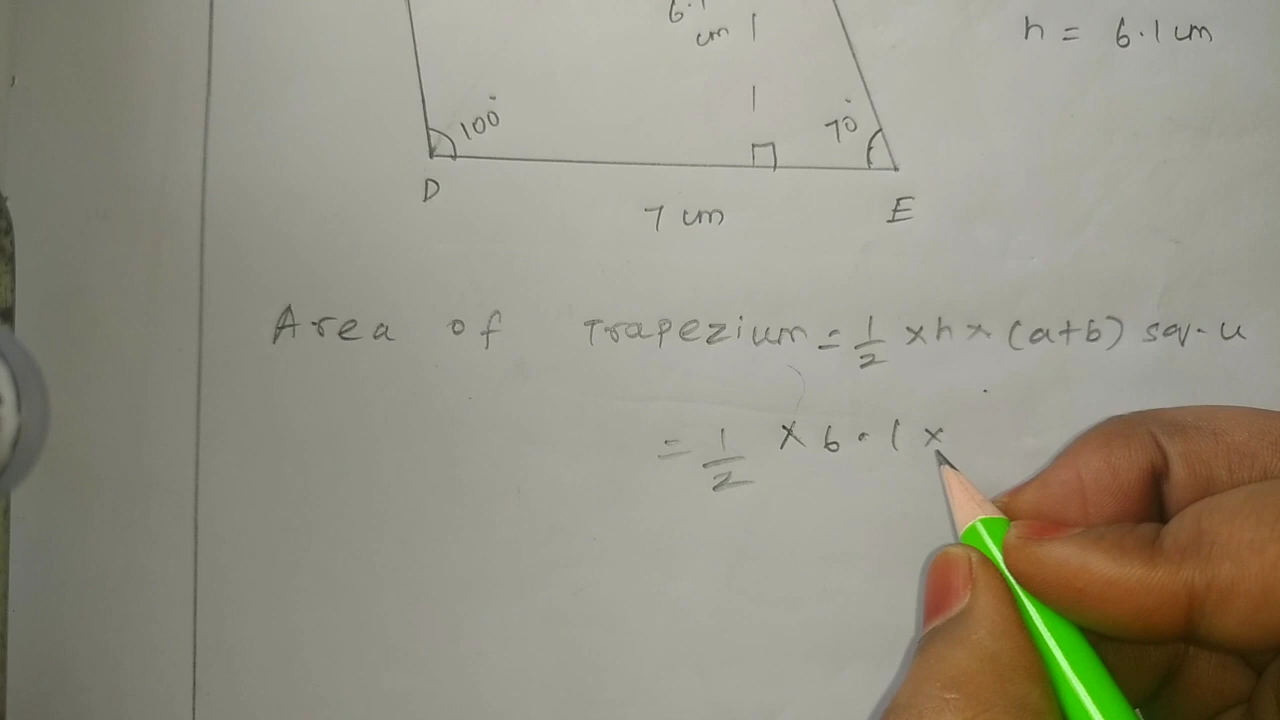 6.1
cm
h = 6.1 cm
100°
70°
D
E
7 cm
Area of Trapezium = 1/2 × h × (a+b) sq. u
= 1/2 × 6.1 ×